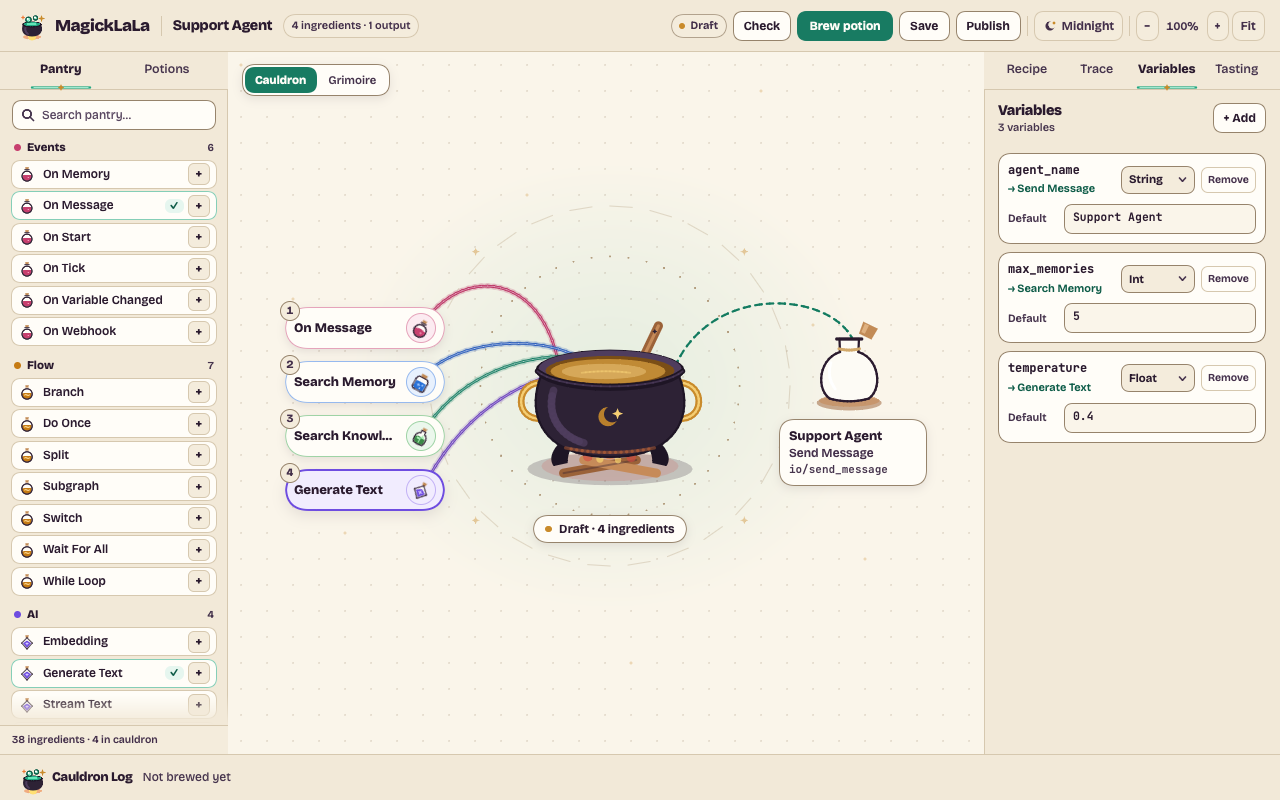 MagickLaLa
Support Agent
4 ingredients · 1 output
Draft
Check
Brew potion
Save
Publish
Midnight
−
100%
+
Fit
Pantry
Potions
Search pantry...
Events 6
On Memory +
On Message +
On Start +
On Tick +
On Variable Changed +
On Webhook +
Flow 7
Branch +
Do Once +
Split +
Subgraph +
Switch +
Wait For All +
While Loop +
AI 4
Embedding +
Generate Text +
Stream Text +
38 ingredients · 4 in cauldron
Cauldron
Grimoire
1
On Message
2
Search Memory
3
Search Knowl...
4
Generate Text
Draft · 4 ingredients
Support Agent
Send Message
io/send_message
Recipe
Trace
Variables
Tasting
Variables
3 variables
+ Add
agent_name
→ Send Message
String
Remove
Default
Support Agent
max_memories
→ Search Memory
Int
Remove
Default
5
temperature
→ Generate Text
Float
Remove
Default
0.4
Cauldron Log
Not brewed yet